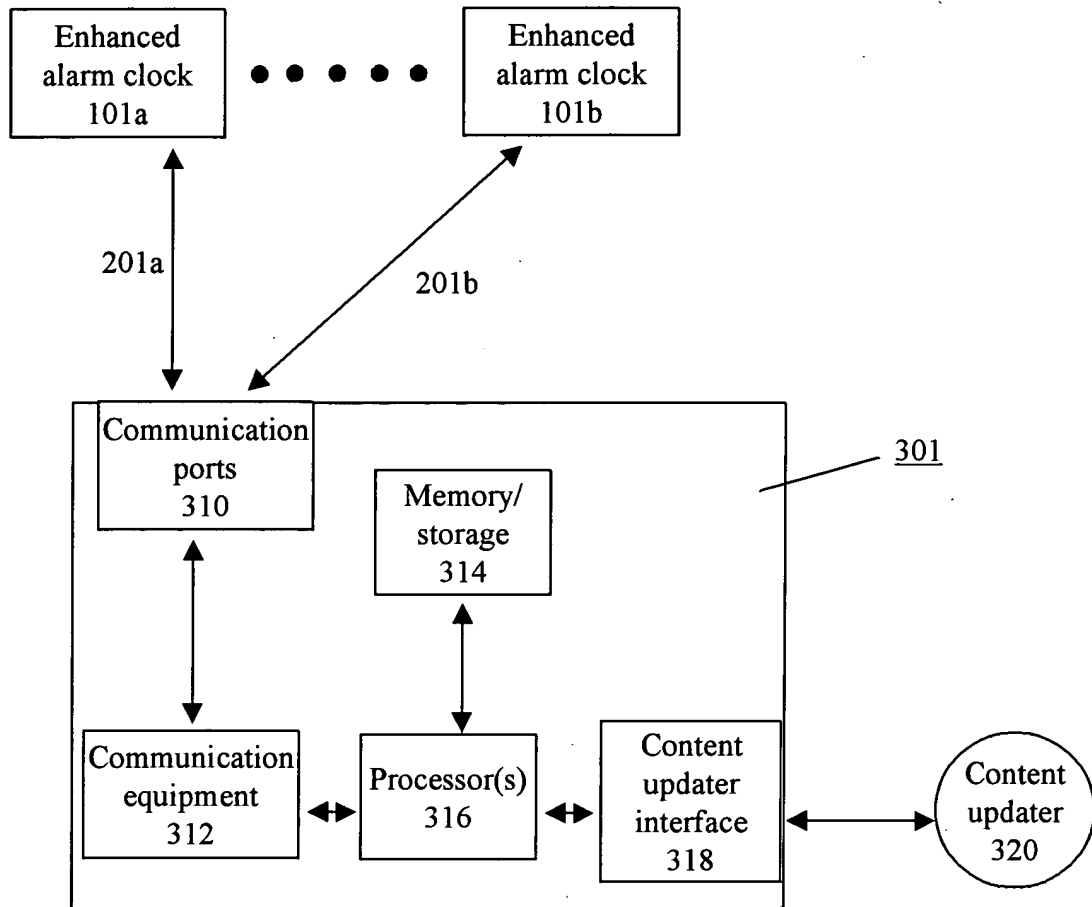 Enhanced
alarm clock
101a
Enhanced
alarm clock
101b
201a
201b
Communication
ports
310
301
Memory/
storage
314
Communication
equipment
312
Processor(s)
316
Content
updater
interface
318
Content
updater
320